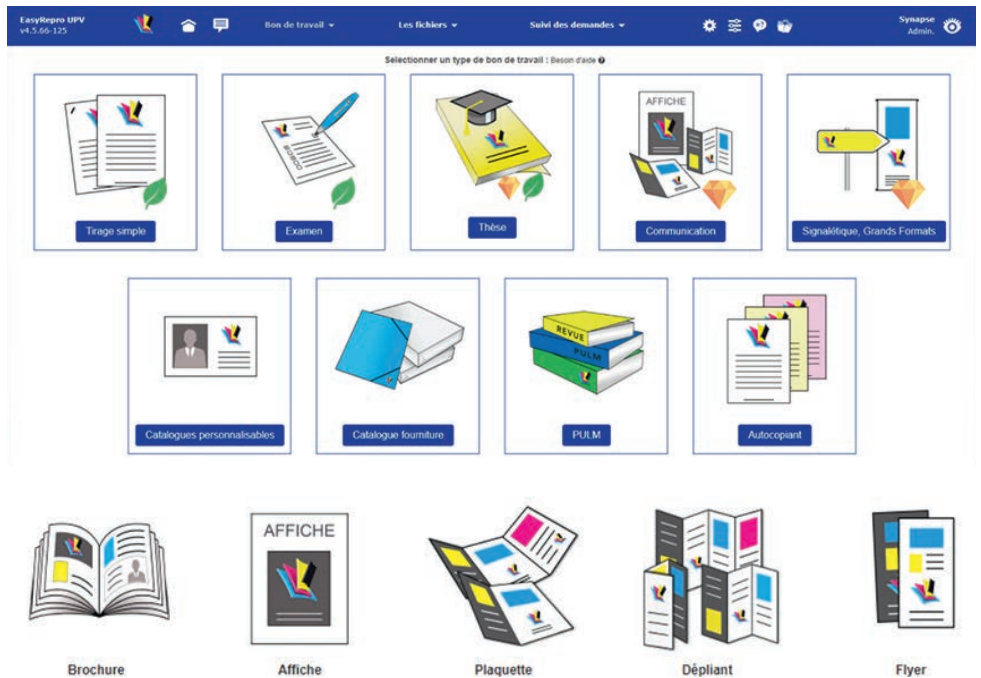 EasyRepro UPV
v4.5.66-125
Bon de travail
Les fichiers
Suivi des demandes
Synapse
Admin.
Selectionner un type de bon de travail : Besoin d'aide
AFFICHE
Tirage simple
Examen
Thèse
Communication
Signalétique, Grands Formats
REVUE
PULM
Catalogues personnalisables
Catalogue fourniture
PULM
Autocopiant
AFFICHE
Brochure
Affiche
Plaquette
Dépliant
Flyer